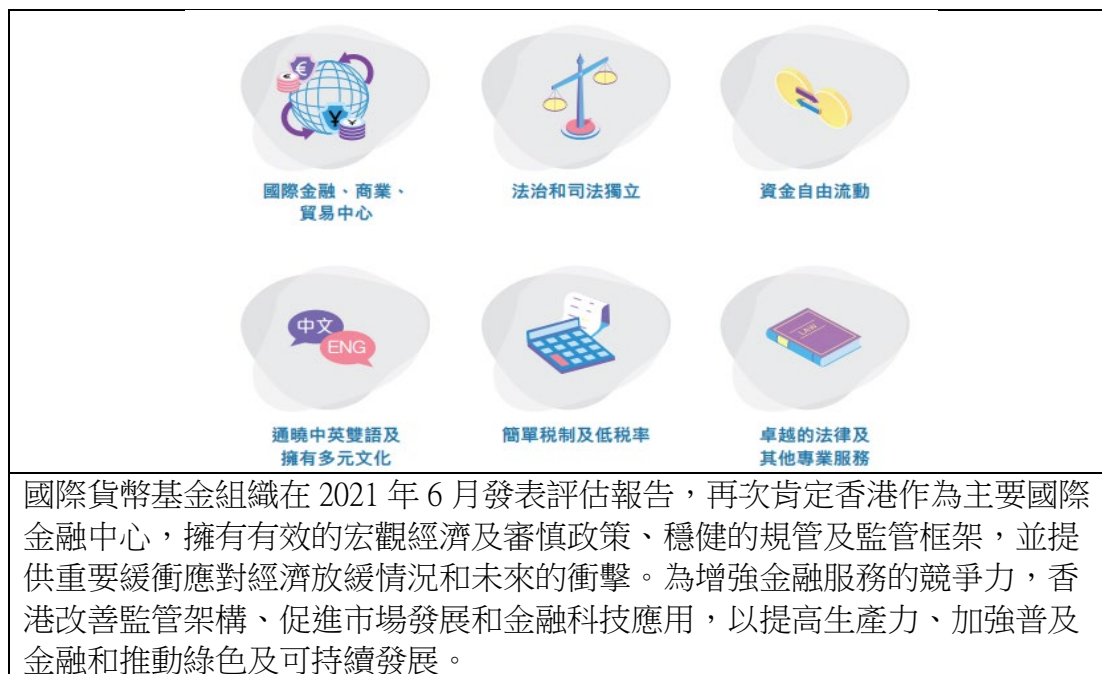 國際金融、商業、
貿易中心
法治和司法獨立
資金自由流動
中文
ENG
LAW
通曉中英雙語及
擁有多元文化
簡單税制及低税率
卓越的法律及
其他專業服務
國際貨幣基金組織在 2021 年 6 月發表評估報告，再次肯定香港作為主要國際
金融中心，擁有有效的宏觀經濟及審慎政策、穩健的規管及監管框架，並提
供重要緩衝應對經濟放緩情況和未來的衝擊。為增強金融服務的競爭力，香
港改善監管架構、促進市場發展和金融科技應用，以提高生產力、加強普及
金融和推動綠色及可持續發展。